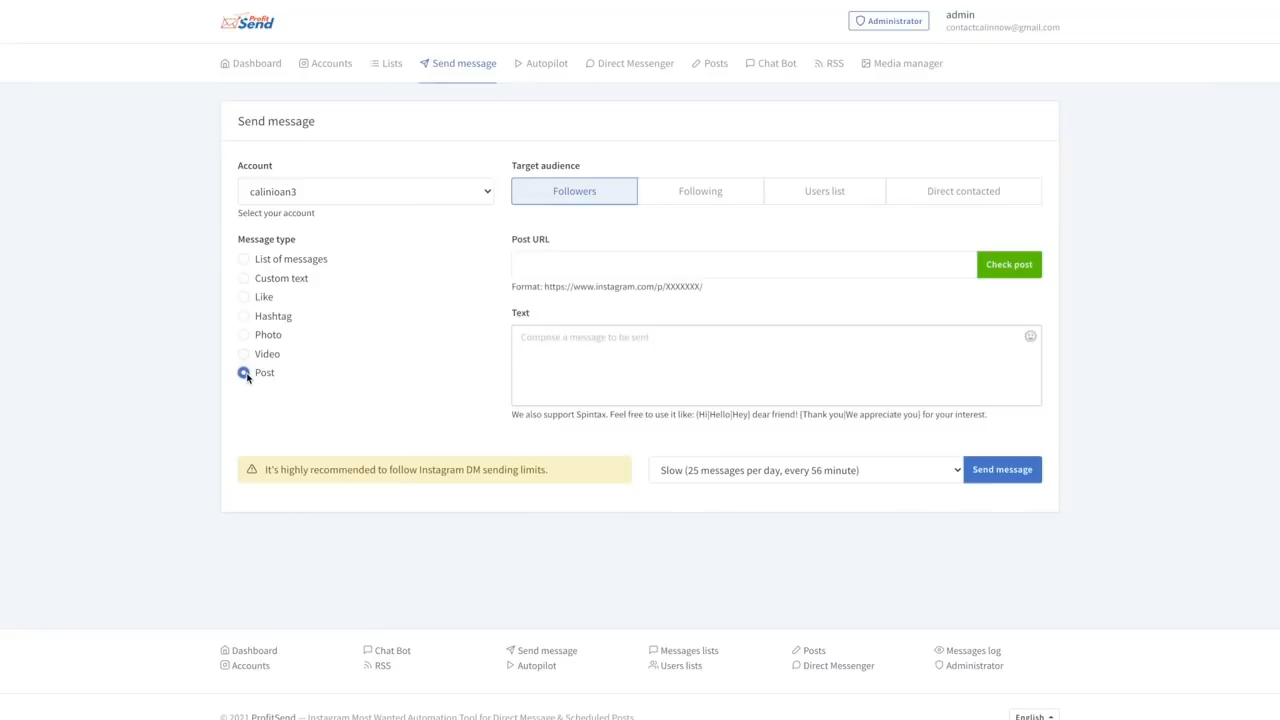 Profit
Send
Administrator
admin
contactcalinnow@gmail.com
Dashboard
Accounts
Lists
Send message
Autopilot
Direct Messenger
Posts
Chat Bot
RSS
Media manager
Send message
Account
calinioan3
Select your account
Target audience
Followers
Following
Users list
Direct contacted
Message type
List of messages
Custom text
Like
Hashtag
Photo
Video
Post
Post URL
Check post
Format: https://www.instagram.com/p/XXXXXXX/
Text
Compose a message to be sent
We also support Spintax. Feel free to use it like: {Hi|Hello|Hey} dear friend! {Thank you|We appreciate you} for your interest.
It's highly recommended to follow Instagram DM sending limits.
Slow (25 messages per day, every 56 minute)
Send message
Dashboard
Chat Bot
Send message
Messages lists
Posts
Messages log
Accounts
RSS
Autopilot
Users lists
Direct Messenger
Administrator
© 2021 ProfitSend — Instagram Most Wanted Automation Tool for Direct Message & Scheduled Posts
English